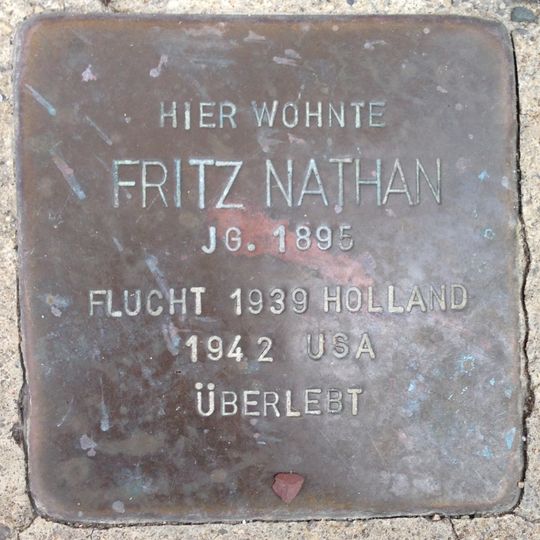 HIER WOHNTE
FRITZ NATHAN
JG. 1895
FLUCHT 1939 HOLLAND
1942 USA
ÜBERLEBT